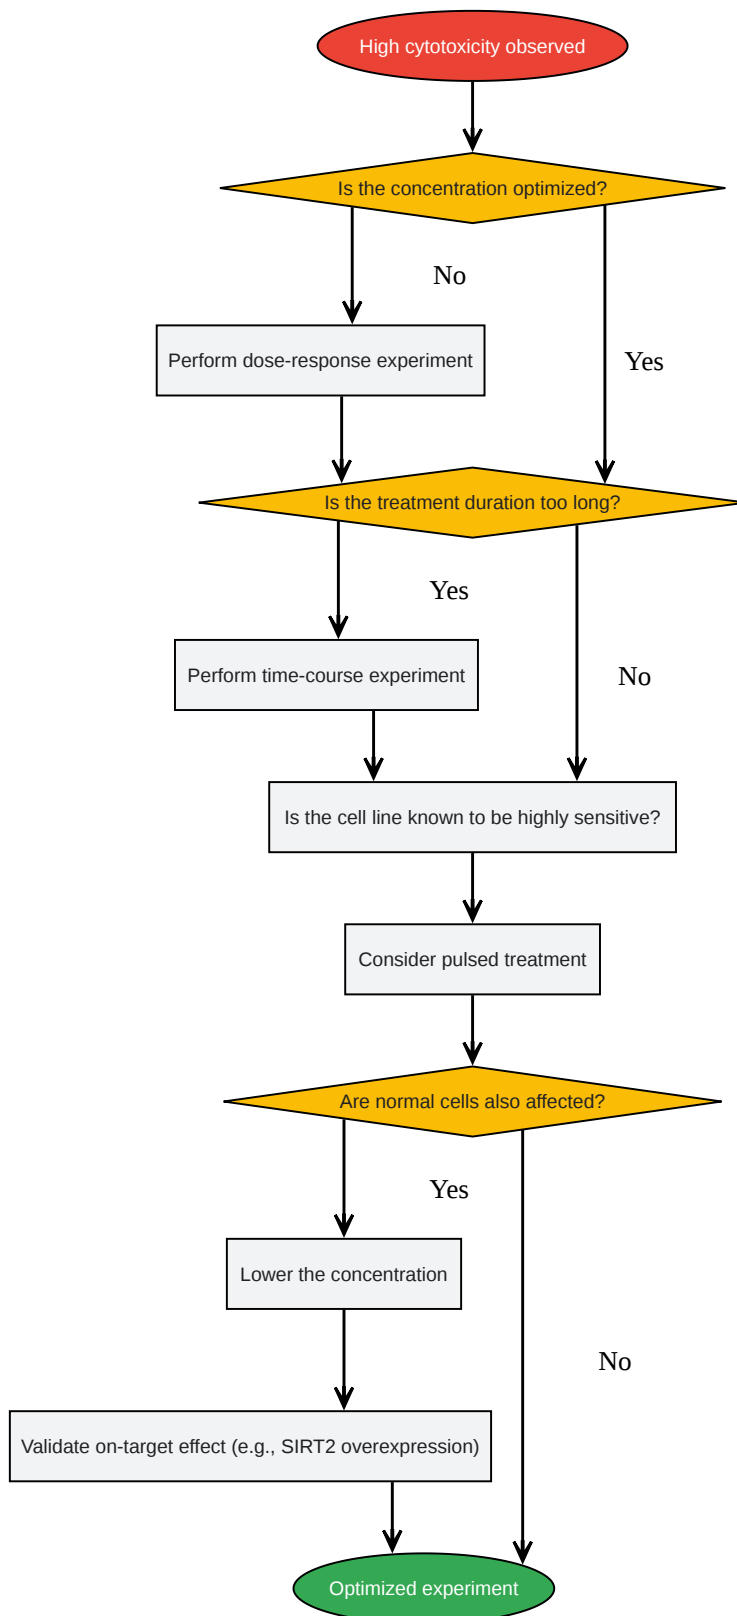 High cytotoxicity observed
Is the concentration optimized?
No
Perform dose-response experiment
Yes
Is the treatment duration too long?
Yes
Perform time-course experiment
No
Is the cell line known to be highly sensitive?
Consider pulsed treatment
Are normal cells also affected?
Yes
Lower the concentration
No
Validate on-target effect (e.g., SIRT2 overexpression)
Optimized experiment